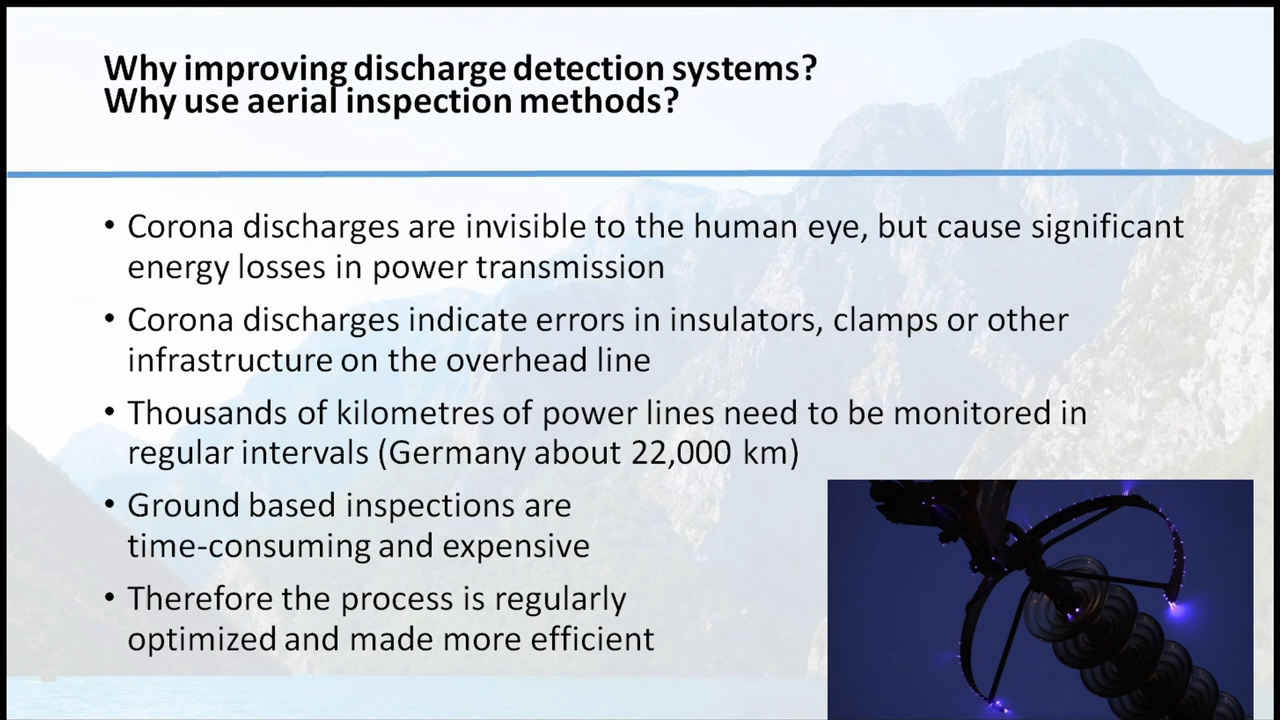 Why improving discharge detection systems?
Why use aerial inspection methods?
• Corona discharges are invisible to the human eye, but cause significant
energy losses in power transmission
• Corona discharges indicate errors in insulators, clamps or other
infrastructure on the overhead line
• Thousands of kilometres of power lines need to be monitored in
regular intervals (Germany about 22,000 km)
• Ground based inspections are
time-consuming and expensive
• Therefore the process is regularly
optimized and made more efficient